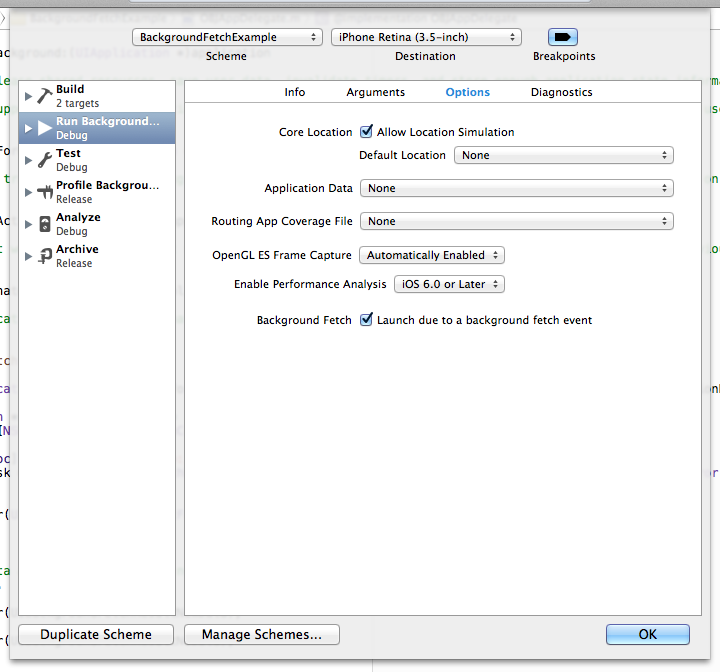 BackgroundFetchExample
iPhone Retina (3.5-inch)
Scheme
Destination
Breakpoints
Build
2 targets
Run Background...
Debug
Test
Debug
Profile Backgrou...
Release
Analyze
Debug
Archive
Release
Info Arguments Options Diagnostics
Core Location Allow Location Simulation
Default Location None
Application Data None
Routing App Coverage File None
OpenGL ES Frame Capture Automatically Enabled
Enable Performance Analysis iOS 6.0 or Later
Background Fetch Launch due to a background fetch event
Duplicate Scheme
Manage Schemes...
OK